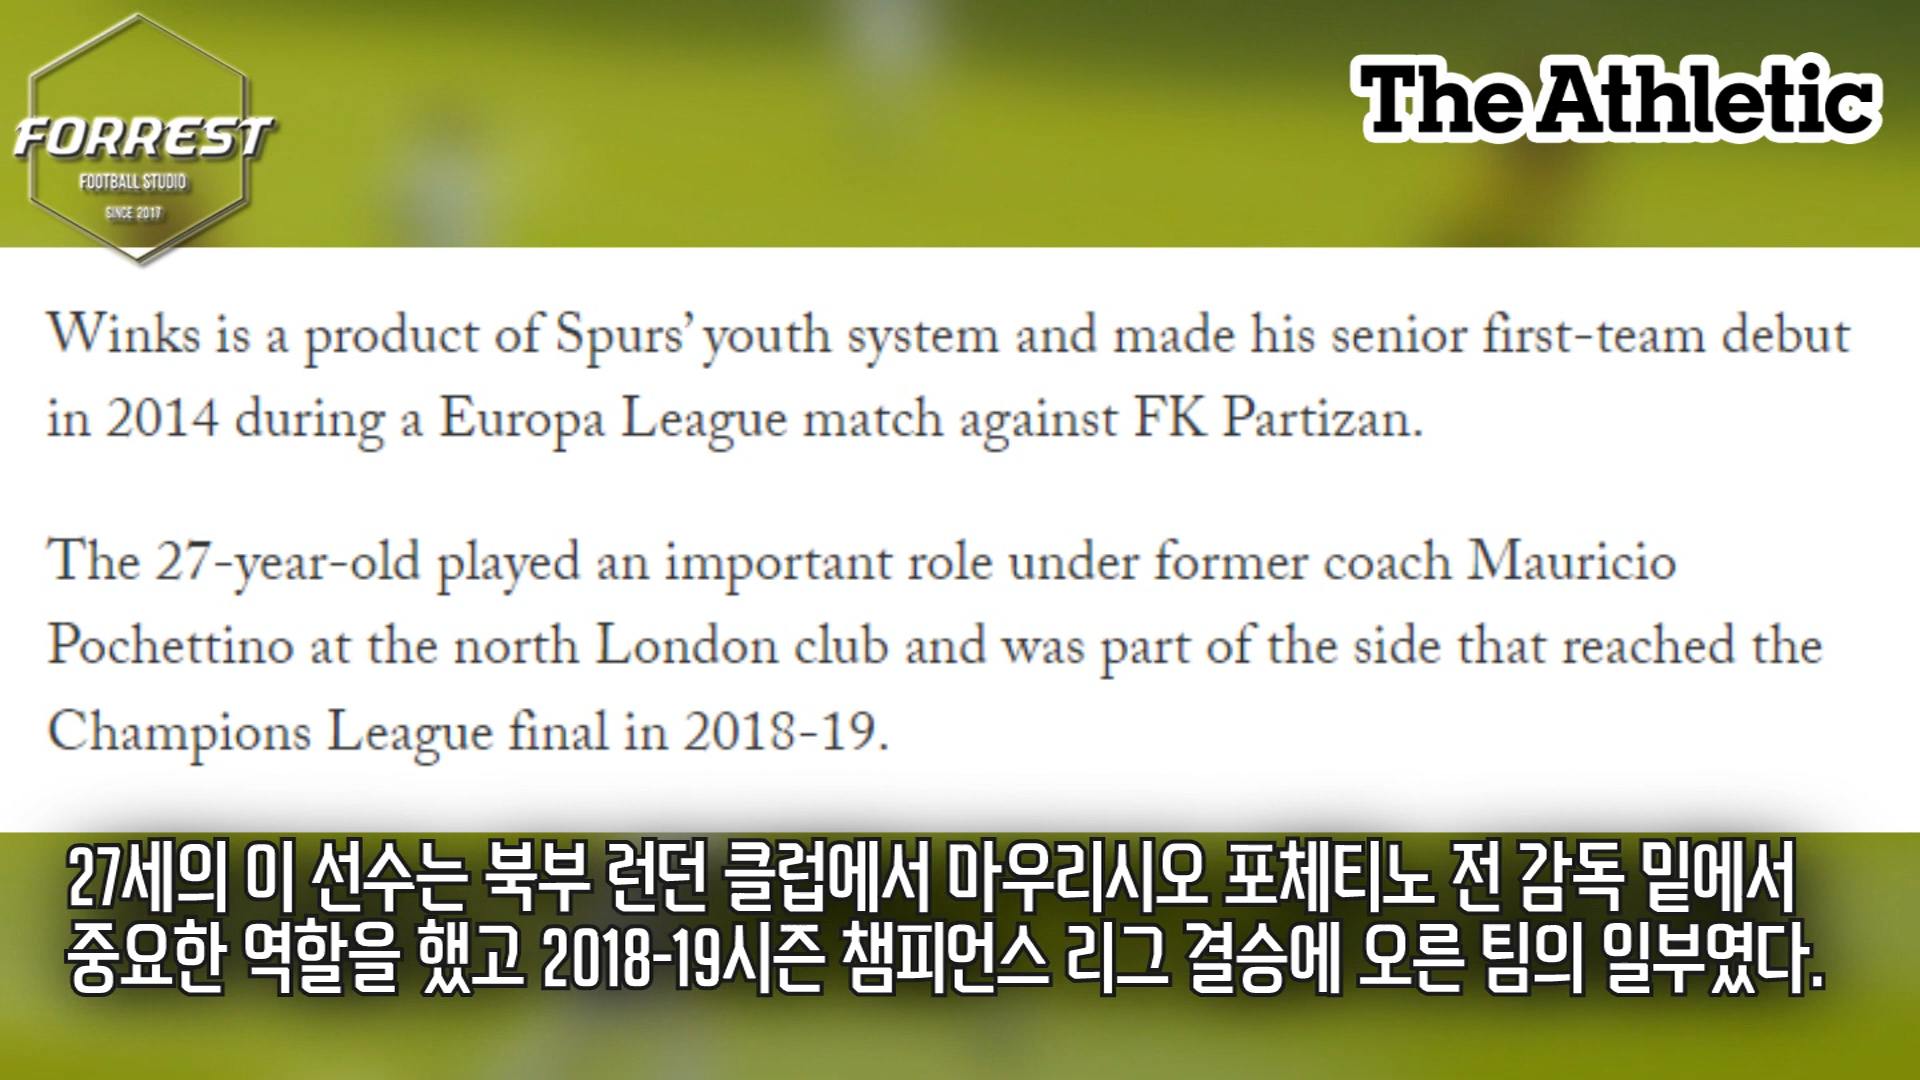 FORREST
FOOTBALL STUDIO
SINCE 2017
The Athletic
Winks is a product of Spurs’ youth system and made his senior first-team debut
in 2014 during a Europa League match against FK Partizan.
The 27-year-old played an important role under former coach Mauricio
Pochettino at the north London club and was part of the side that reached the
Champions League final in 2018-19.
27세의 이 선수는 북부 런던 클럽에서 마우리시오 포체티노 전 감독 밑에서
중요한 역할을 했고 2018-19시즌 챔피언스 리그 결승에 오른 팀의 일부였다.